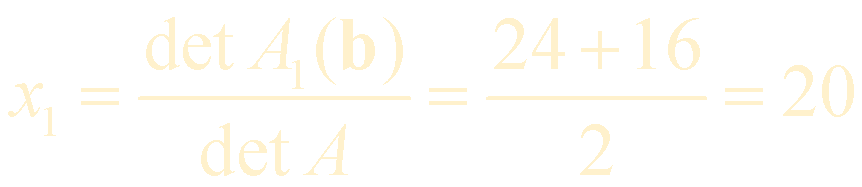 x₁ = det A₁(b) / det A = 24 + 16 / 2 = 20